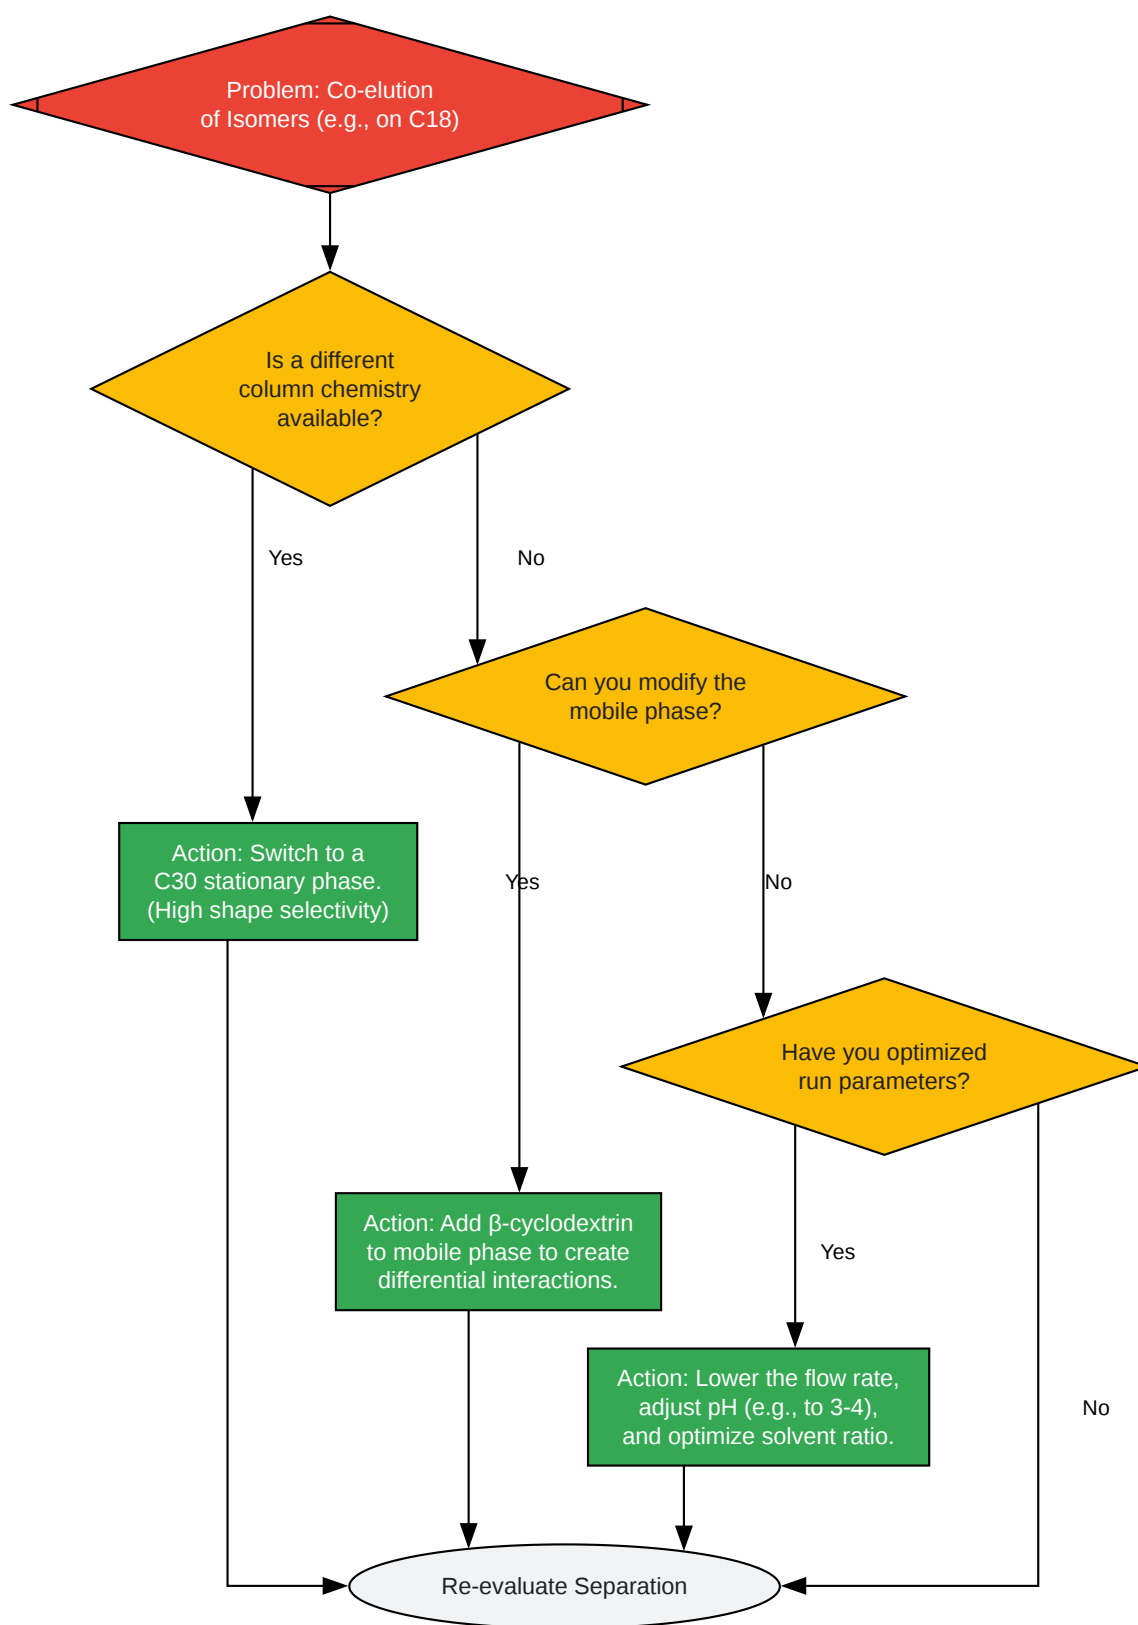 Problem: Co-elution
of Isomers (e.g., on C18)
Is a different
column chemistry
available?
Yes
No
Can you modify the
mobile phase?
Action: Switch to a
C30 stationary phase.
(High shape selectivity)
Yes
No
Have you optimized
run parameters?
Action: Add β-cyclodextrin
to mobile phase to create
differential interactions.
Yes
Action: Lower the flow rate,
adjust pH (e.g., to 3-4),
and optimize solvent ratio.
No
Re-evaluate Separation